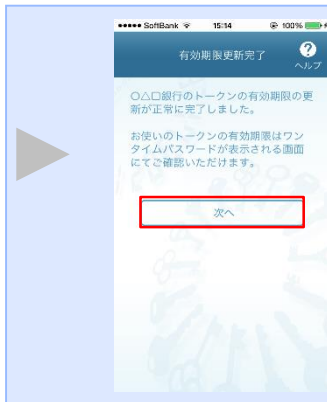 ●●●●● SoftBank 15:14 100%
有効期限更新完了
?
ヘルプ
○△□銀行のトークンの有効期限の更
新が正常に完了しました。
お使いのトークンの有効期限はワン
タイムパスワードが表示される画面
にてご確認いただけます。
次へ